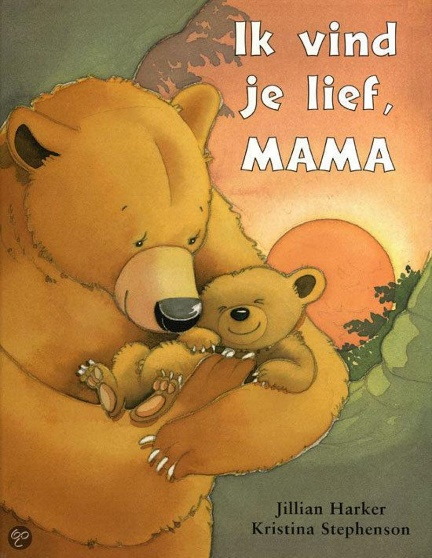 Ik vind
je lief,
MAMA
Jillian Harker
Kristina Stephenson